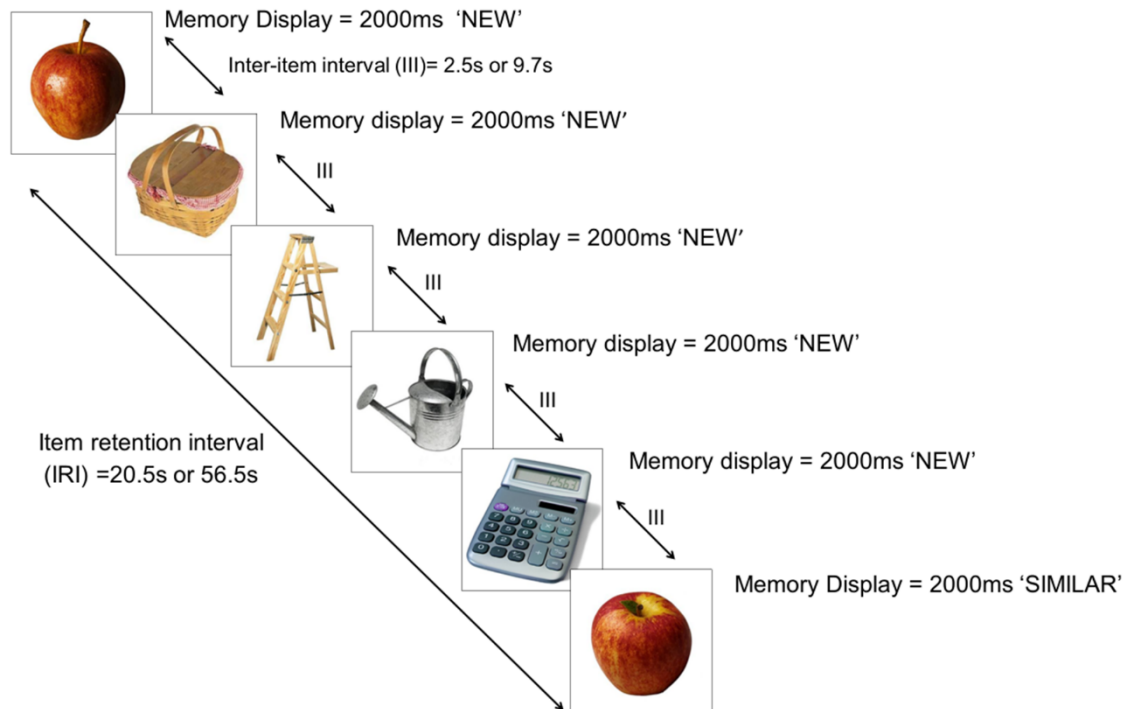 Memory Display = 2000ms ‘NEW’
Inter-item interval (III)= 2.5s or 9.7s
Memory display = 2000ms ‘NEW’
III
Memory display = 2000ms ‘NEW’
III
Memory display = 2000ms ‘NEW’
III
Item retention interval
(IRI) =20.5s or 56.5s
Memory display = 2000ms ‘NEW’
III
Memory Display = 2000ms ‘SIMILAR’